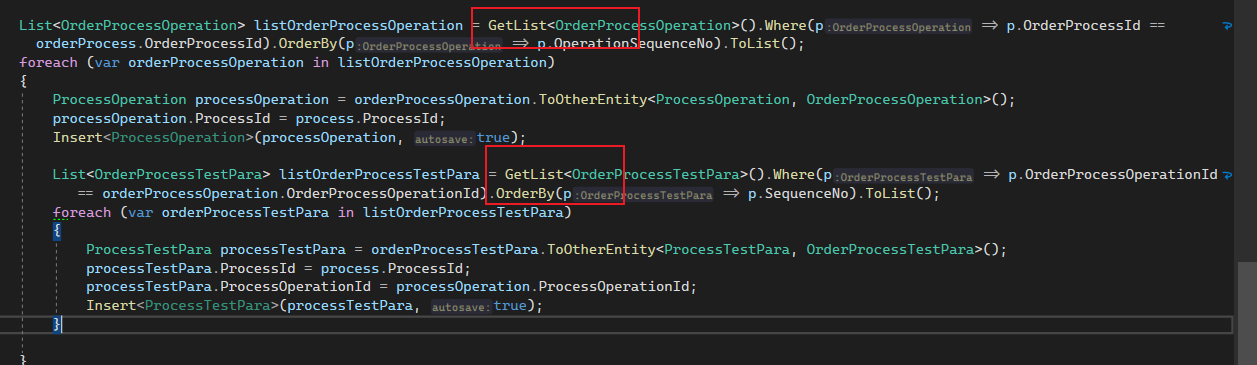 List<OrderProcessOperation> listOrderProcessOperation = GetList<OrderProcessOperation>().Where(p:OrderProcessOperation => p.OrderProcessId ==
orderProcess.OrderProcessId).OrderBy(p:OrderProcessOperation => p.OperationSequenceNo).ToList();
foreach (var orderProcessOperation in listOrderProcessOperation)
{
ProcessOperation processOperation = orderProcessOperation.ToOtherEntity<ProcessOperation, OrderProcessOperation>();
processOperation.ProcessId = process.ProcessId;
Insert<ProcessOperation>(processOperation, autosave:true);
List<OrderProcessTestPara> listOrderProcessTestPara = GetList<OrderProcessTestPara>().Where(p:OrderProcessTestPara => p.OrderProcessOperationId
== orderProcessOperation.OrderProcessOperationId).OrderBy(p:OrderProcessTestPara => p.SequenceNo).ToList();
foreach (var orderProcessTestPara in listOrderProcessTestPara)
{
ProcessTestPara processTestPara = orderProcessTestPara.ToOtherEntity<ProcessTestPara, OrderProcessTestPara>();
processTestPara.ProcessId = process.ProcessId;
processTestPara.ProcessOperationId = processOperation.ProcessOperationId;
Insert<ProcessTestPara>(processTestPara, autosave:true);
}
}